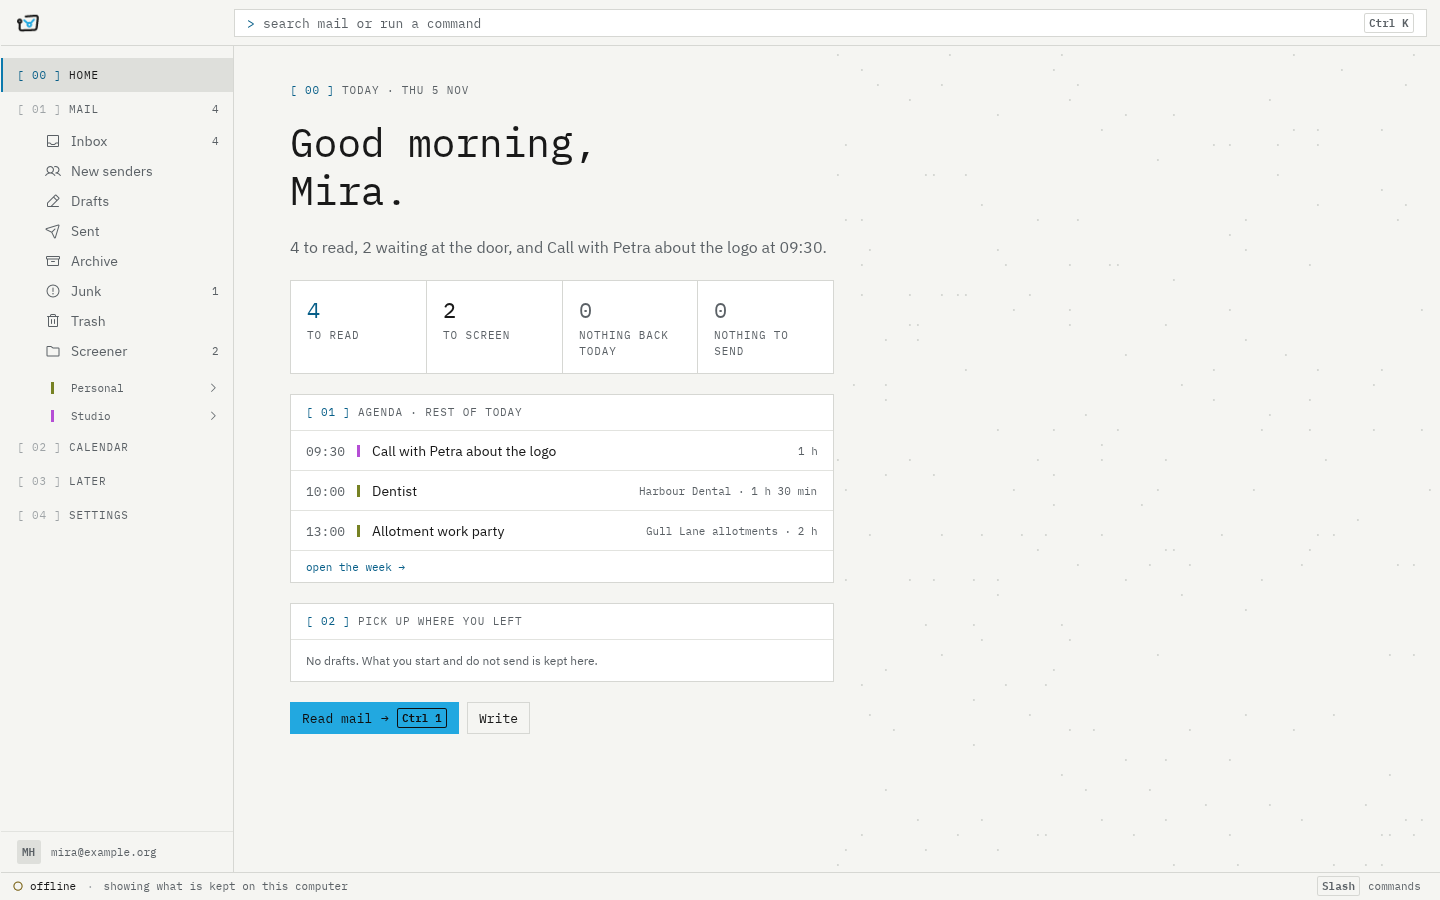 > search mail or run a command Ctrl K
[ 00 ] HOME
[ 01 ] MAIL 4
Inbox 4
New senders
Drafts
Sent
Archive
Junk 1
Trash
Screener 2
Personal
Studio
[ 02 ] CALENDAR
[ 03 ] LATER
[ 04 ] SETTINGS
MH mira@example.org
[ 00 ] TODAY · THU 5 NOV
Good morning,
Mira.
4 to read, 2 waiting at the door, and Call with Petra about the logo at 09:30.
4
TO READ
2
TO SCREEN
0
NOTHING BACK
TODAY
0
NOTHING TO
SEND
[ 01 ] AGENDA · REST OF TODAY
09:30 Call with Petra about the logo 1 h
10:00 Dentist Harbour Dental · 1 h 30 min
13:00 Allotment work party Gull Lane allotments · 2 h
open the week →
[ 02 ] PICK UP WHERE YOU LEFT
No drafts. What you start and do not send is kept here.
Read mail → Ctrl 1 Write
offline · showing what is kept on this computer Slash commands